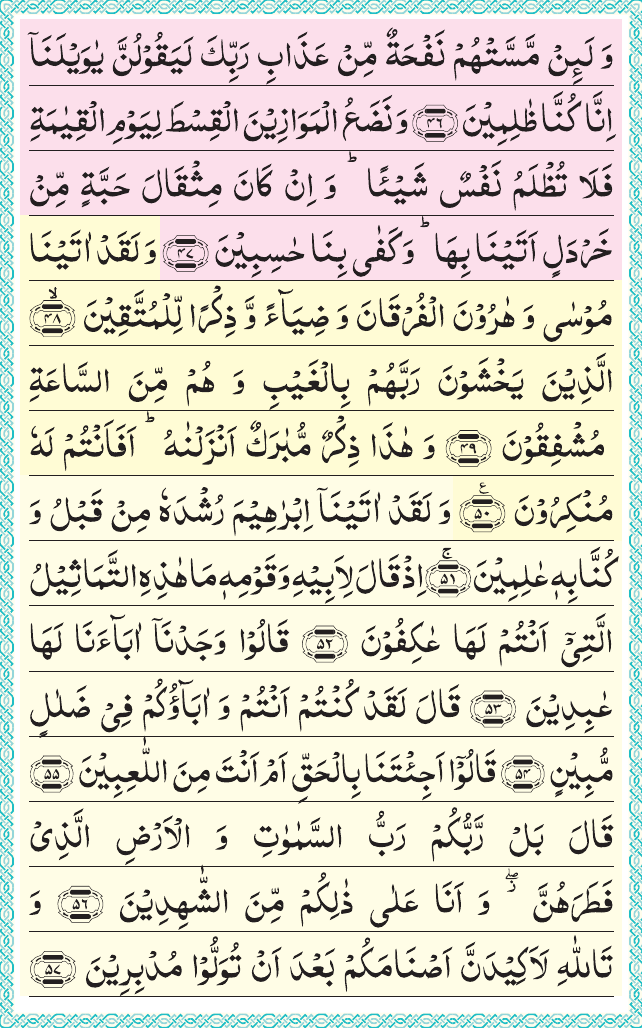 وَ لَئِنۡ مَّسَّتۡهُمۡ نَفۡحَةٌ مِّنۡ عَذَابِ رَبِّكَ لَيَقُوۡلُنَّ يٰوَيۡلَنَاۤ
اِنَّا كُنَّا ظٰلِمِيۡنَ ﴿۴۶﴾ وَ نَضَعُ الۡمَوَازِيۡنَ الۡقِسۡطَ لِيَوۡمِ الۡقِيٰمَةِ
فَلَا تُظۡلَمُ نَفۡسٌ شَيۡـًٔا ؕ وَ اِنۡ كَانَ مِثۡقَالَ حَبَّةٍ مِّنۡ
خَرۡدَلٍ اَتَيۡنَا بِهَا ؕ وَ كَفٰى بِنَا حٰسِبِيۡنَ ﴿۴۷﴾ وَ لَقَدۡ اٰتَيۡنَا
مُوۡسٰى وَ هٰرُوۡنَ الۡفُرۡقَانَ وَ ضِيَآءً وَّ ذِكۡرًا لِّلۡمُتَّقِيۡنَ ۙ﴿۴۸﴾
الَّذِيۡنَ يَخۡشَوۡنَ رَبَّهُمۡ بِالۡغَيۡبِ وَ هُمۡ مِّنَ السَّاعَةِ
مُشۡفِقُوۡنَ ﴿۴۹﴾ وَ هٰذَا ذِكۡرٌ مُّبٰرَكٌ اَنۡزَلۡنٰهُ ؕ اَفَاَنۡتُمۡ لَهٗ
مُنۡكِرُوۡنَ ﴿۵۰﴾ع وَ لَقَدۡ اٰتَيۡنَاۤ اِبۡرٰهِيۡمَ رُشۡدَهٗ مِنۡ قَبۡلُ وَ
كُنَّا بِهٖ عٰلِمِيۡنَ ۚ﴿۵۱﴾ اِذۡ قَالَ لِاَبِيۡهِ وَ قَوۡمِهٖ مَا هٰذِهِ التَّمَاثِيۡلُ
الَّتِىۡۤ اَنۡتُمۡ لَهَا عٰكِفُوۡنَ ﴿۵۲﴾ قَالُوۡا وَجَدۡنَاۤ اٰبَآءَنَا لَهَا
عٰبِدِيۡنَ ﴿۵۳﴾ قَالَ لَقَدۡ كُنۡتُمۡ اَنۡتُمۡ وَ اٰبَآؤُكُمۡ فِىۡ ضَلٰلٍ
مُّبِيۡنٍ ﴿۵۴﴾ قَالُوۡۤا اَجِئۡتَنَا بِالۡحَقِّ اَمۡ اَنۡتَ مِنَ اللّٰعِبِيۡنَ ﴿۵۵﴾
قَالَ بَلۡ رَّبُّكُمۡ رَبُّ السَّمٰوٰتِ وَ الۡاَرۡضِ الَّذِىۡ
فَطَرَهُنَّ ۖ٘ وَ اَنَا عَلٰى ذٰلِكُمۡ مِّنَ الشّٰهِدِيۡنَ ﴿۵۶﴾ وَ
تَاللّٰهِ لَاَكِيۡدَنَّ اَصۡنَامَكُمۡ بَعۡدَ اَنۡ تُوَلُّوۡا مُدۡبِرِيۡنَ ﴿۵۷﴾